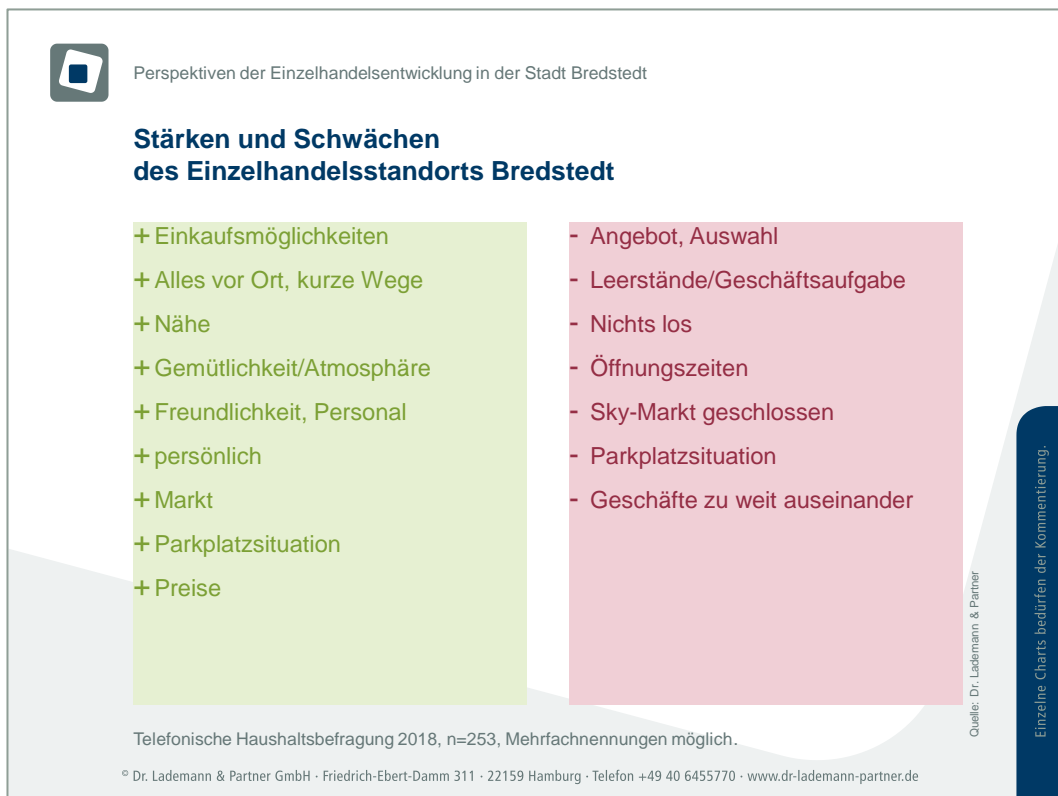 Perspektiven der Einzelhandelsentwicklung in der Stadt Bredstedt
Stärken und Schwächen
des Einzelhandelsstandorts Bredstedt
+ Einkaufsmöglichkeiten
+ Alles vor Ort, kurze Wege
+ Nähe
+ Gemütlichkeit/Atmosphäre
+ Freundlichkeit, Personal
+ persönlich
+ Markt
+ Parkplatzsituation
+ Preise
- Angebot, Auswahl
- Leerstände/Geschäftsaufgabe
- Nichts los
- Öffnungszeiten
- Sky-Markt geschlossen
- Parkplatzsituation
- Geschäfte zu weit auseinander
Quelle: Dr. Lademann & Partner
Einzelne Charts bedürfen der Kommentierung.
Telefonische Haushaltsbefragung 2018, n=253, Mehrfachnennungen möglich.
© Dr. Lademann & Partner GmbH · Friedrich-Ebert-Damm 311 · 22159 Hamburg · Telefon +49 40 6455770 · www.dr-lademann-partner.de